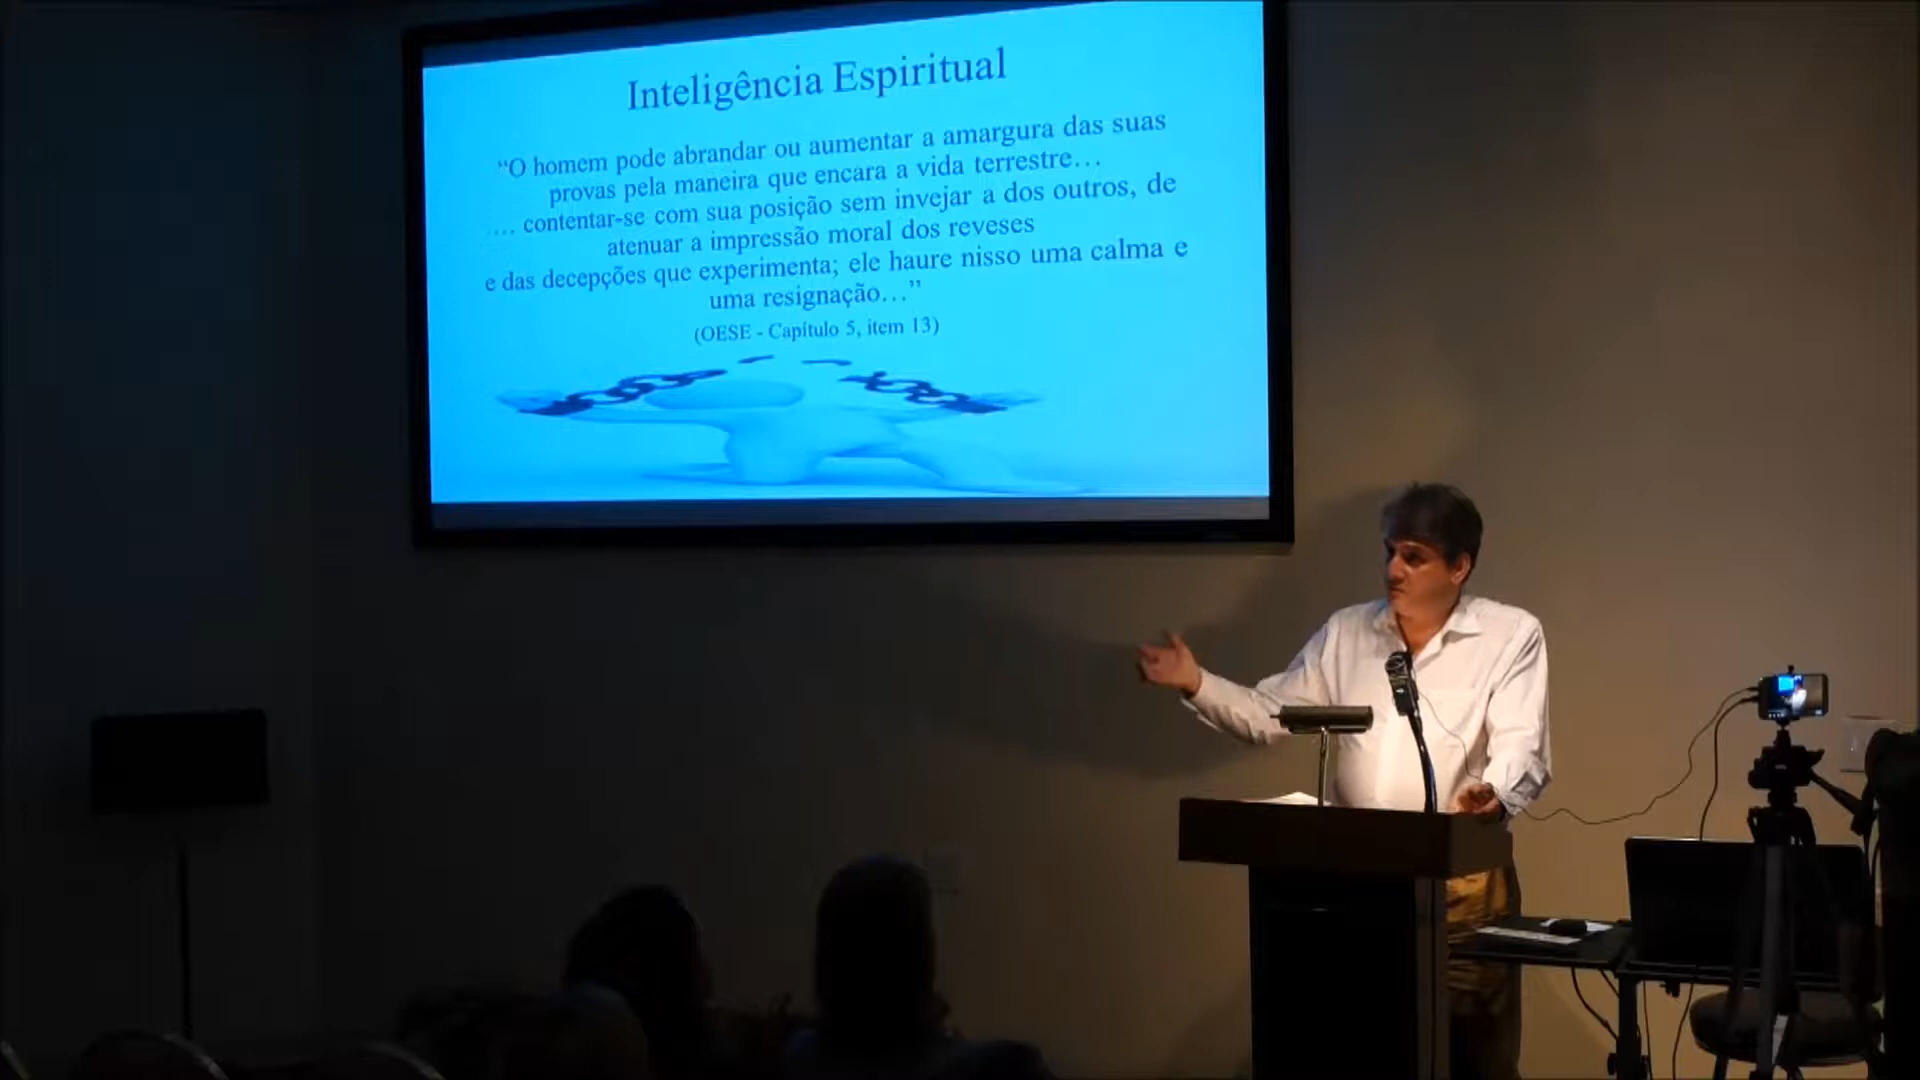 Inteligência Espiritual
“O homem pode abrandar ou aumentar a amargura das suas
provas pela maneira que encara a vida terrestre…
…. contentar-se com sua posição sem invejar a dos outros, de
atenuar a impressão moral dos reveses
e das decepções que experimenta; ele haure nisso uma calma e
uma resignação…”
(OESE - Capítulo 5, item 13)